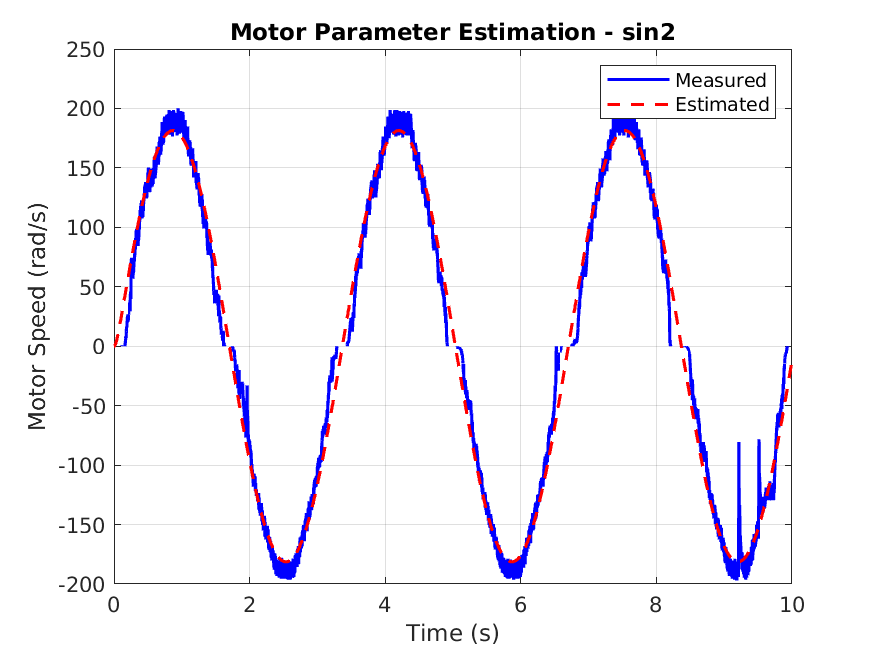 Motor Parameter Estimation - sin2
Measured
Estimated
250
200
150
100
50
0
-50
-100
-150
-200
Motor Speed (rad/s)
0 2 4 6 8 10
Time (s)